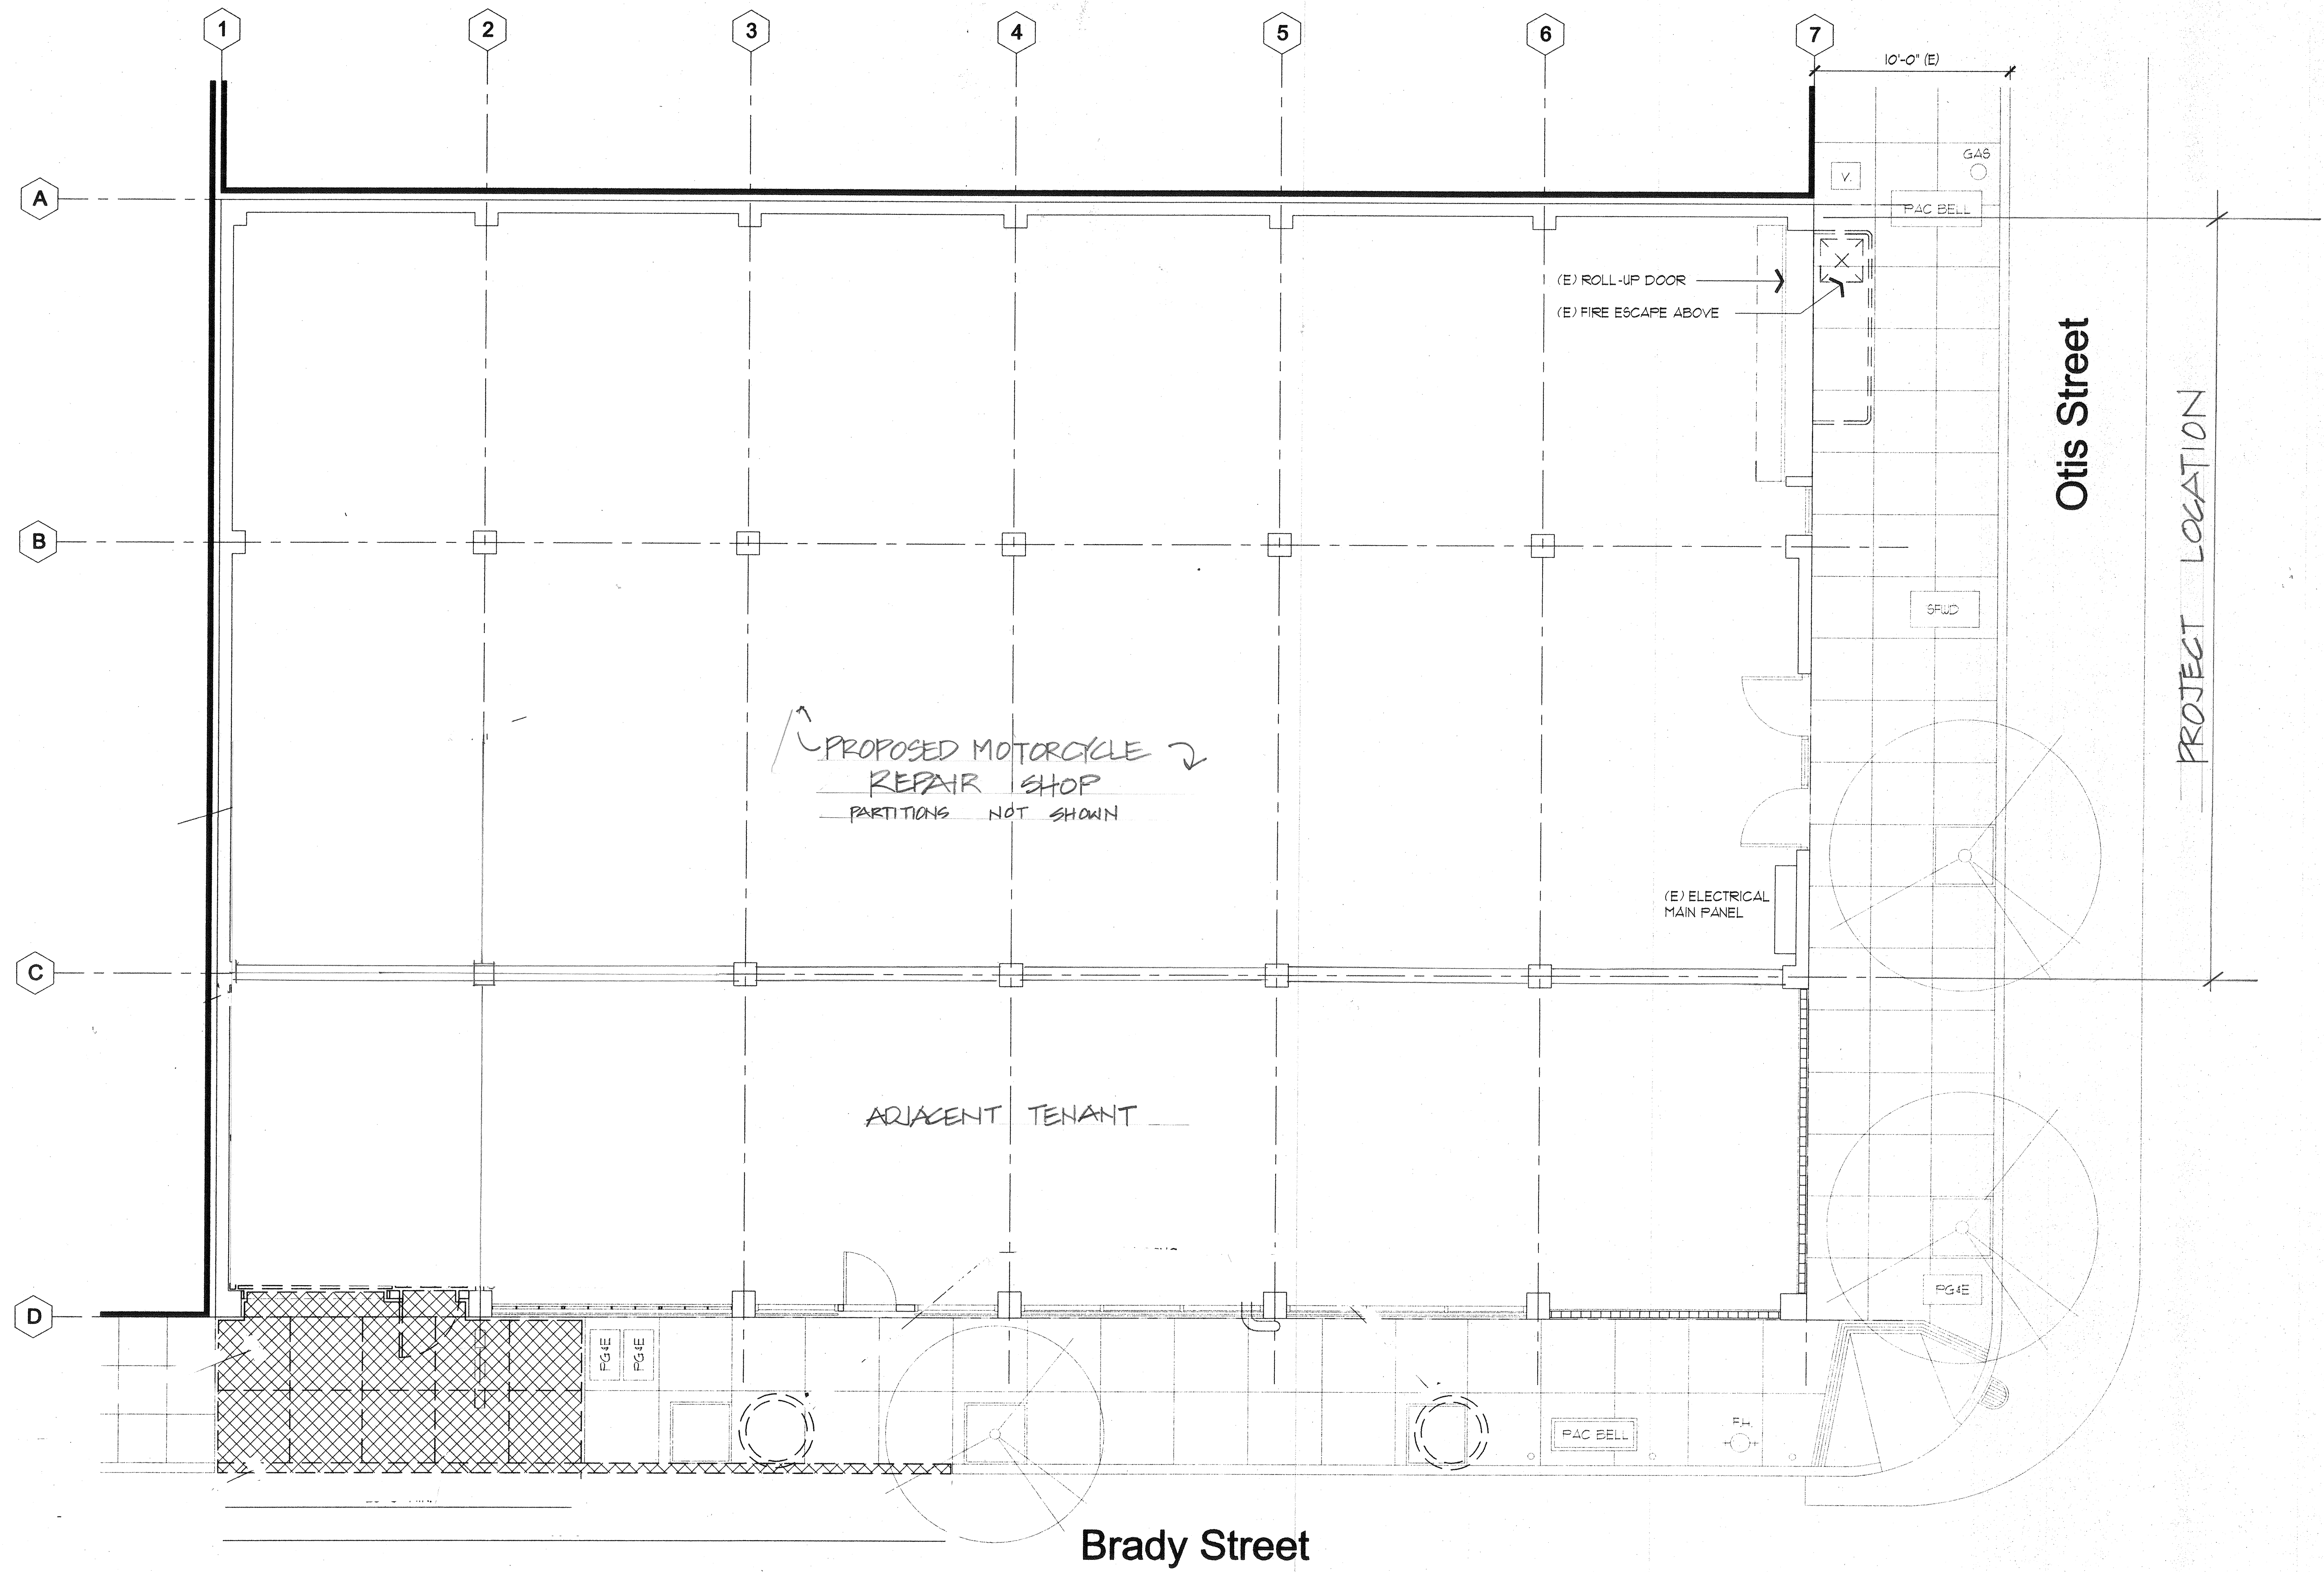 1 2 3 4 5 6 7
10'-0" (E)
GAS
V.
PAC BELL
A
(E) ROLL-UP DOOR
(E) FIRE ESCAPE ABOVE
Otis Street
PROJECT LOCATION
B
SFWD
PROPOSED MOTORCYCLE
REPAIR SHOP
PARTITIONS NOT SHOWN
(E) ELECTRICAL
MAIN PANEL
C
ADJACENT TENANT
PG&E
D
PG&E
PG&E
PAC BELL
F.H.
Brady Street